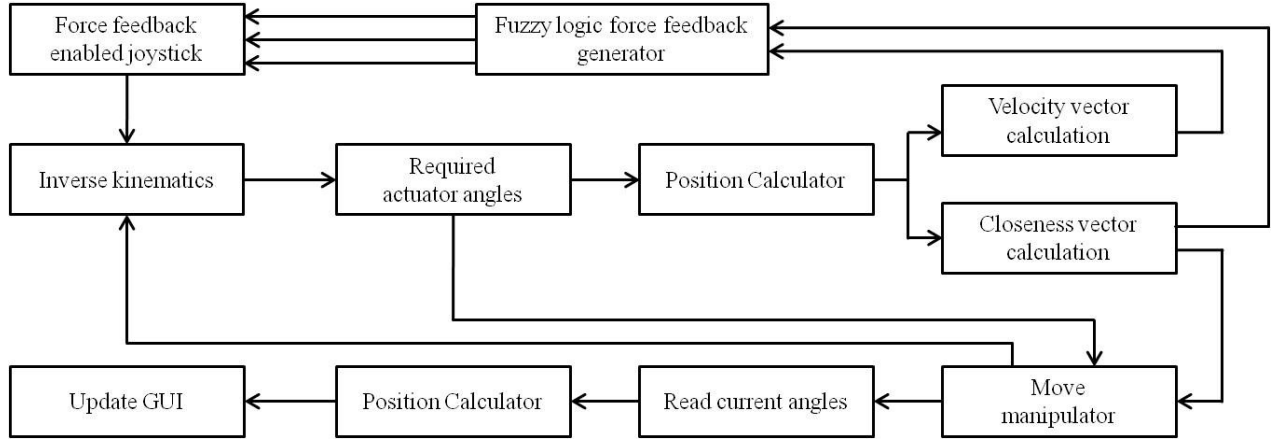 Force feedback
enabled joystick
Fuzzy logic force feedback
generator
Velocity vector
calculation
Inverse kinematics
Required
actuator angles
Position Calculator
Closeness vector
calculation
Update GUI
Position Calculator
Read current angles
Move
manipulator